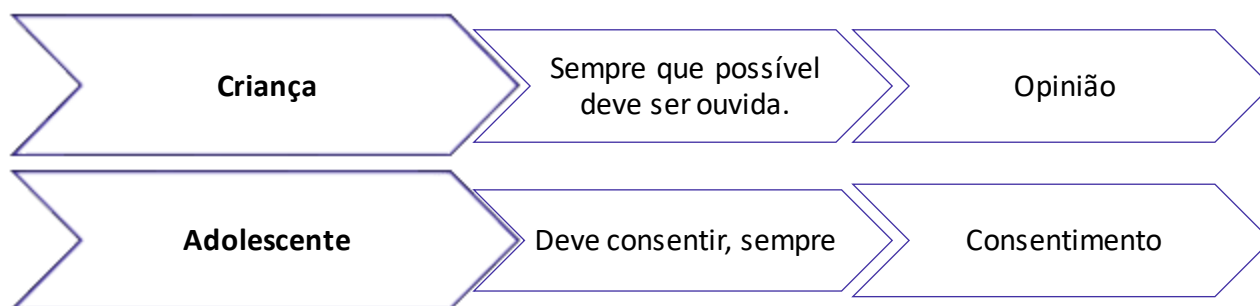 Criança
Sempre que possível
deve ser ouvida.
Opinião
Adolescente
Deve consentir, sempre
Consentimento